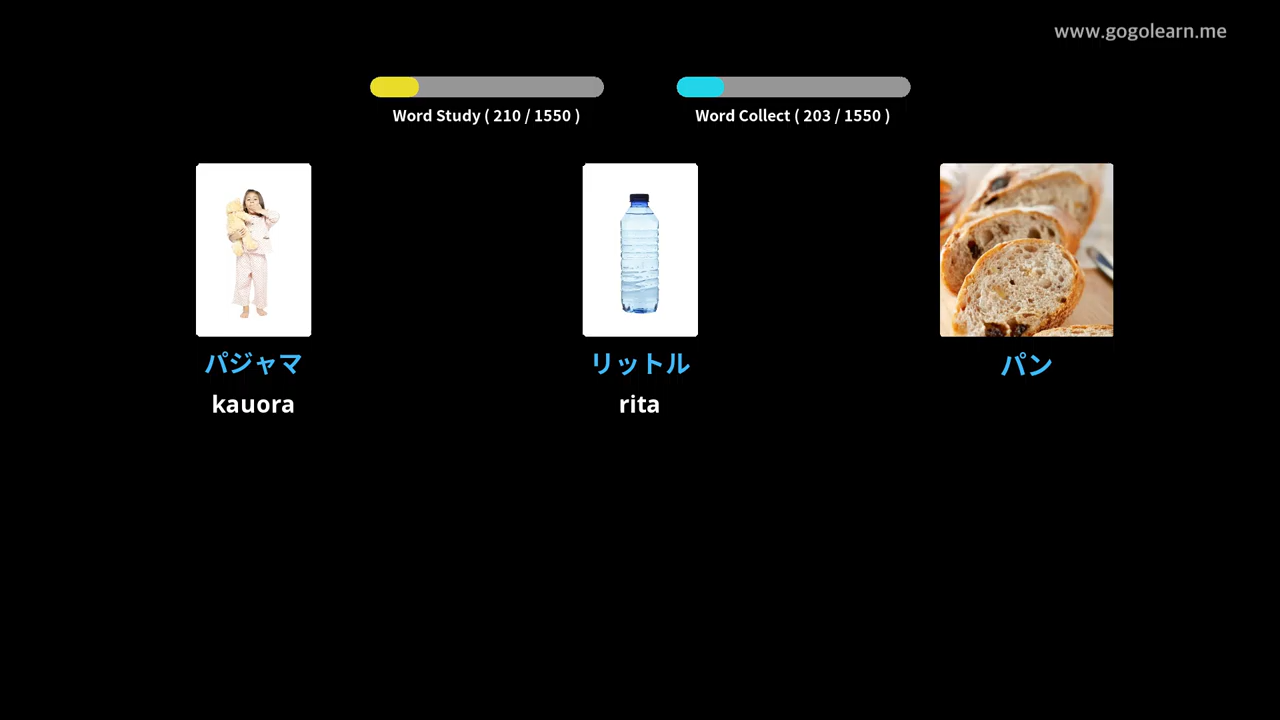 www.gogolearn.me
Word Study ( 210 / 1550 )
Word Collect ( 203 / 1550 )
パジャマ
リットル
パン
kauora
rita